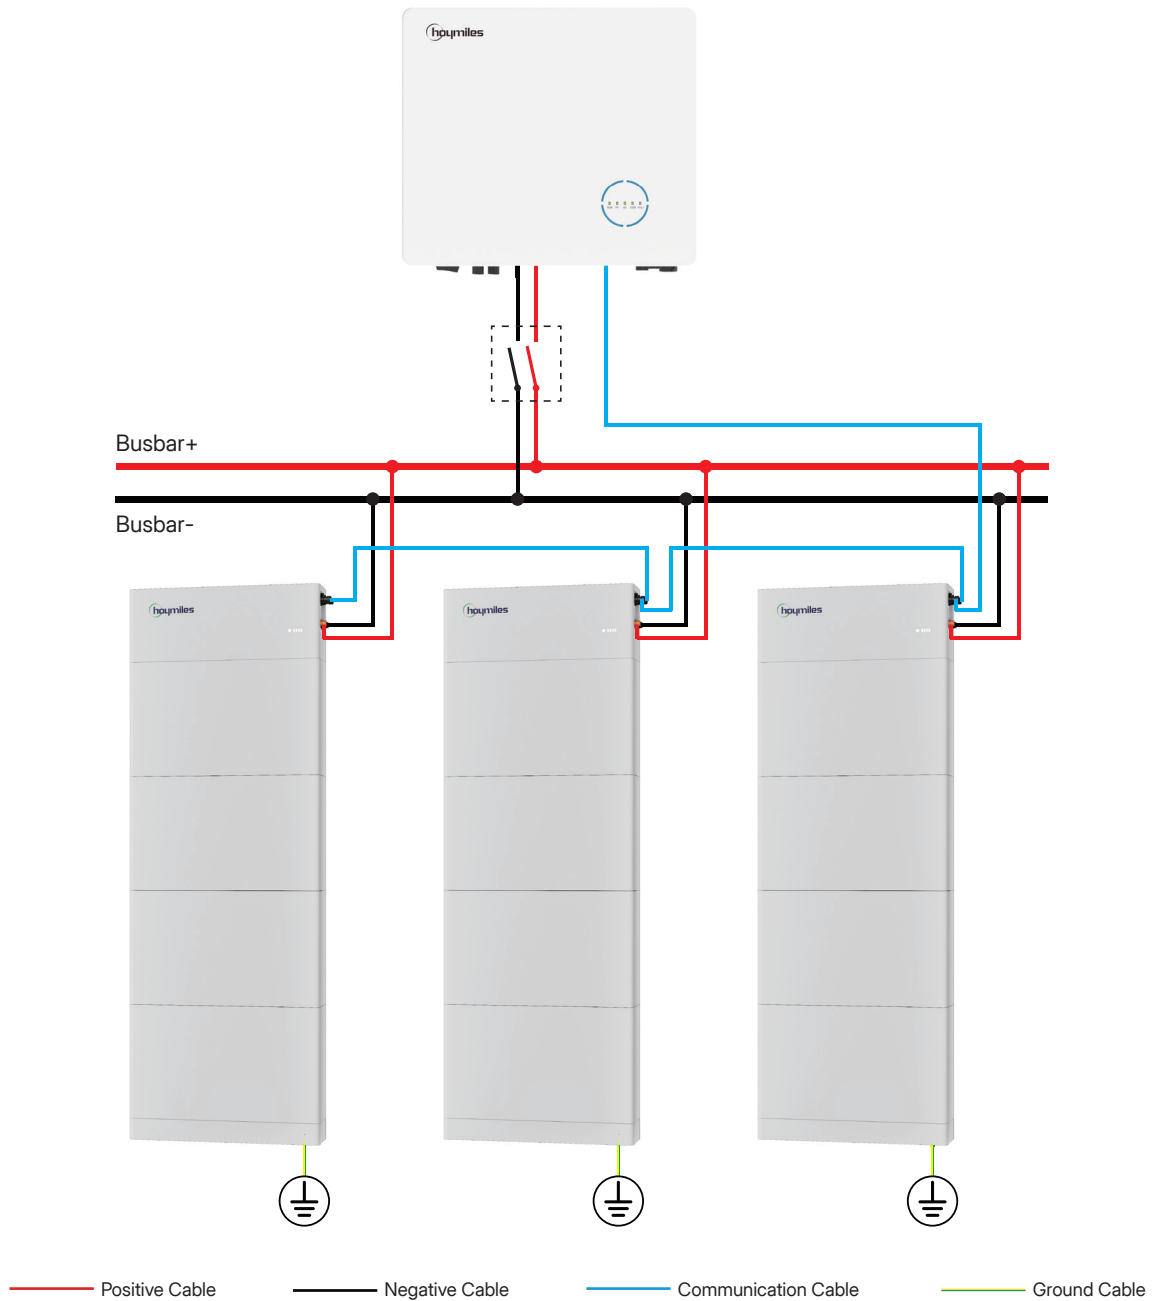 hoymiles
Busbar+
Busbar-
hoymiles
hoymiles
hoymiles
Positive Cable
Negative Cable
Communication Cable
Ground Cable